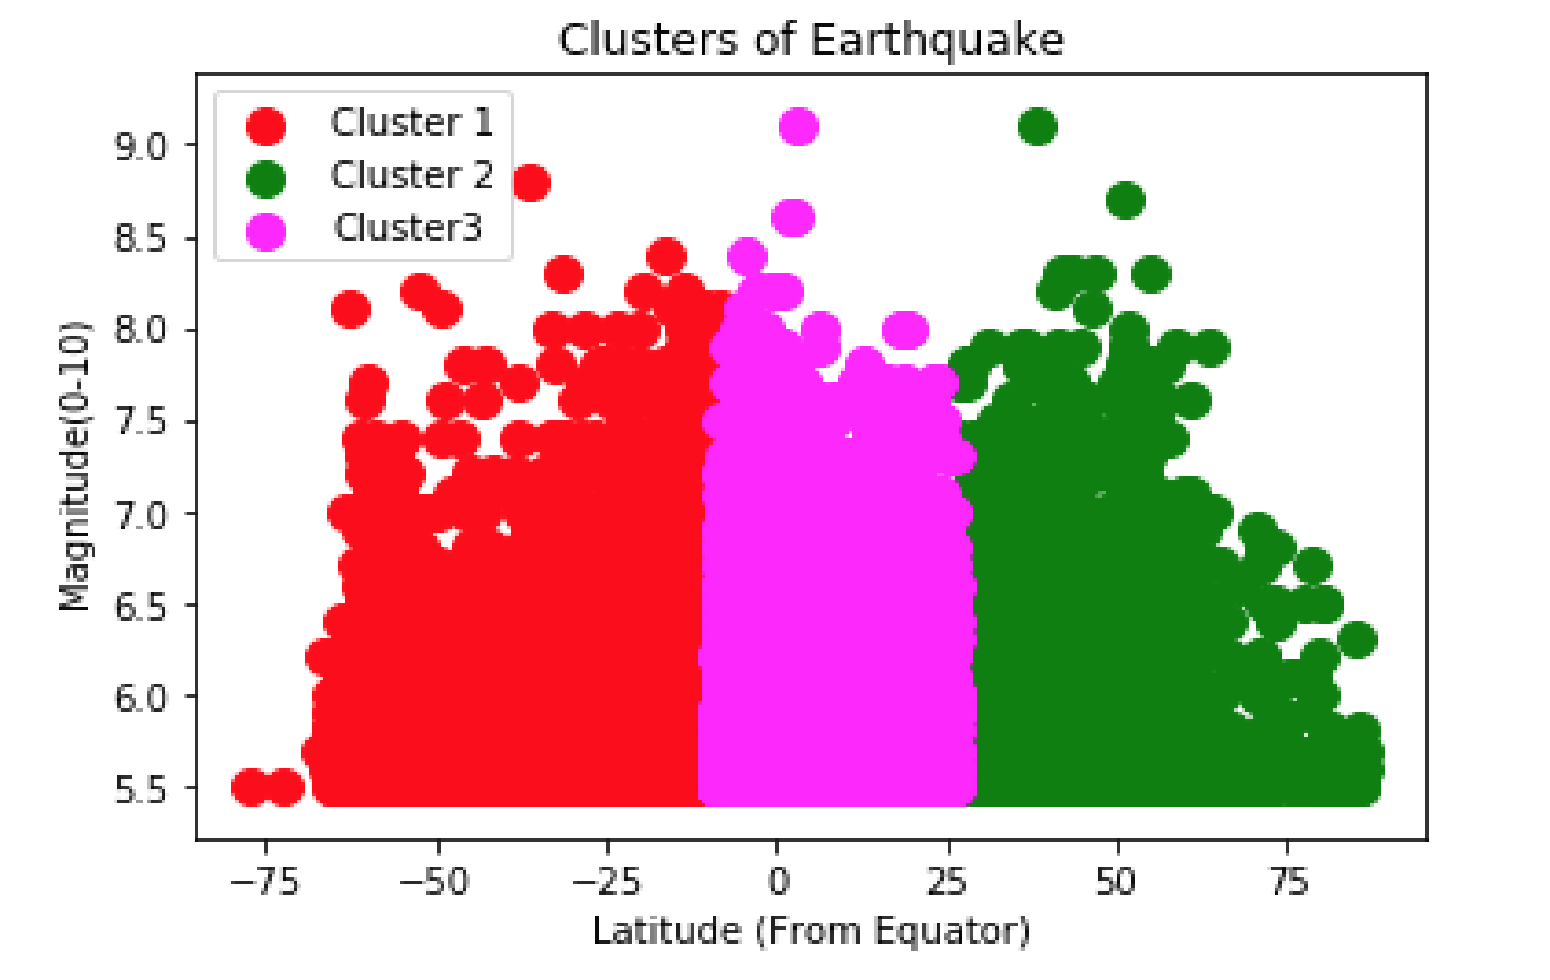 Clusters of Earthquake
Cluster 1
Cluster 2
Cluster3
Magnitude(0-10)
9.0
8.5
8.0
7.5
7.0
6.5
6.0
5.5
−75
−50
−25
0
25
50
75
Latitude (From Equator)